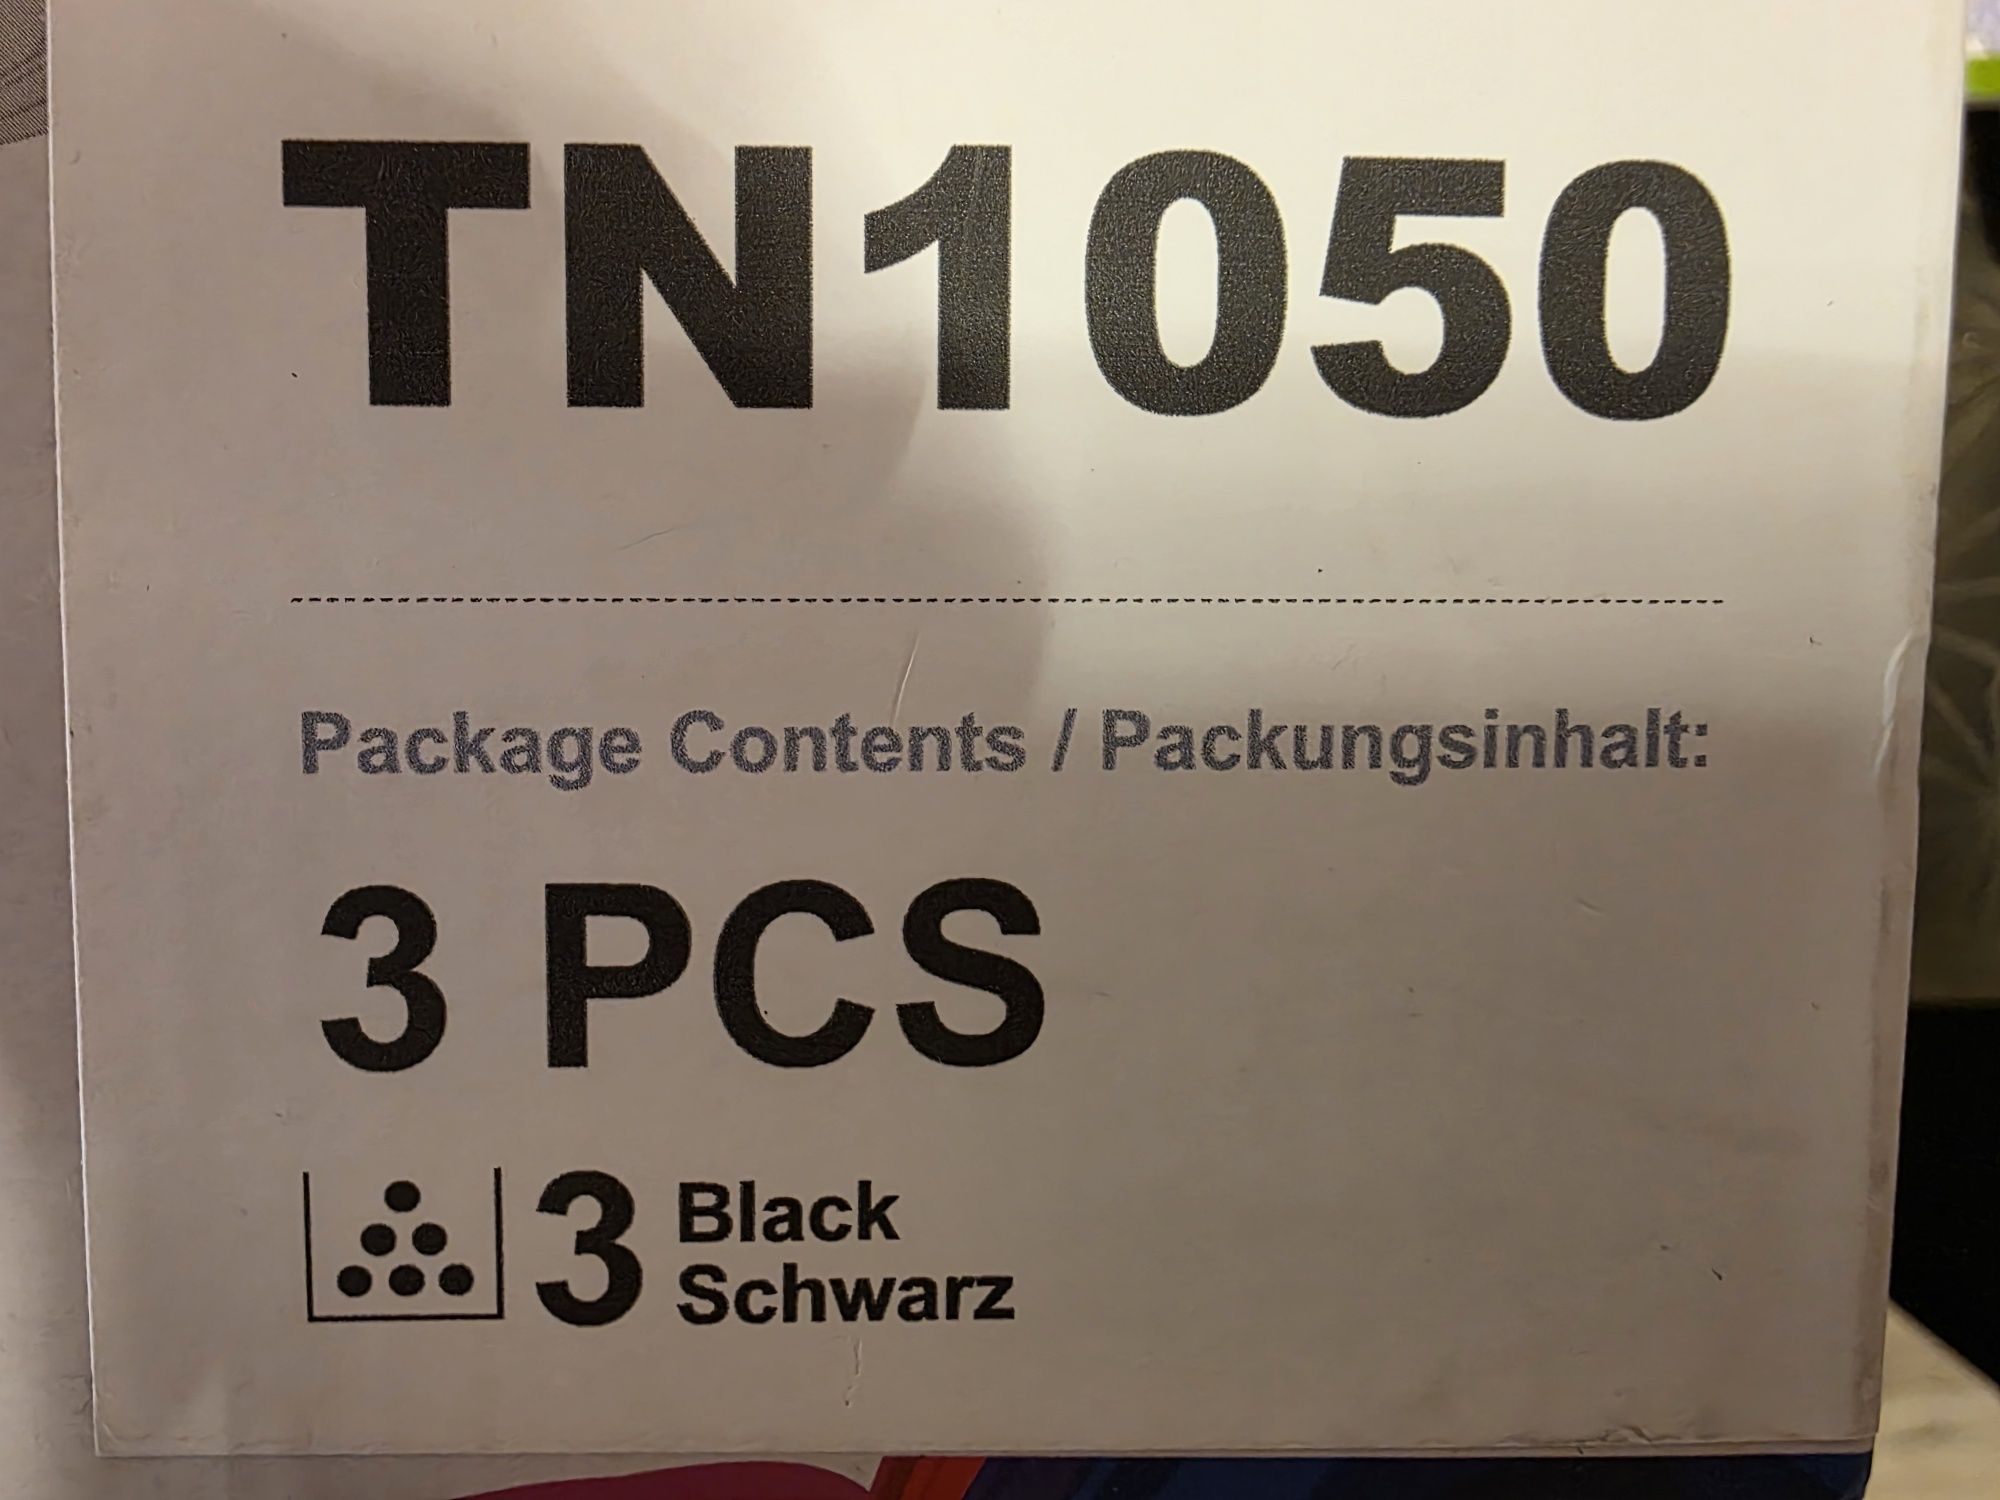 TN1050
Package Contents / Packungsinhalt:
3 PCS
3 Black
Schwarz